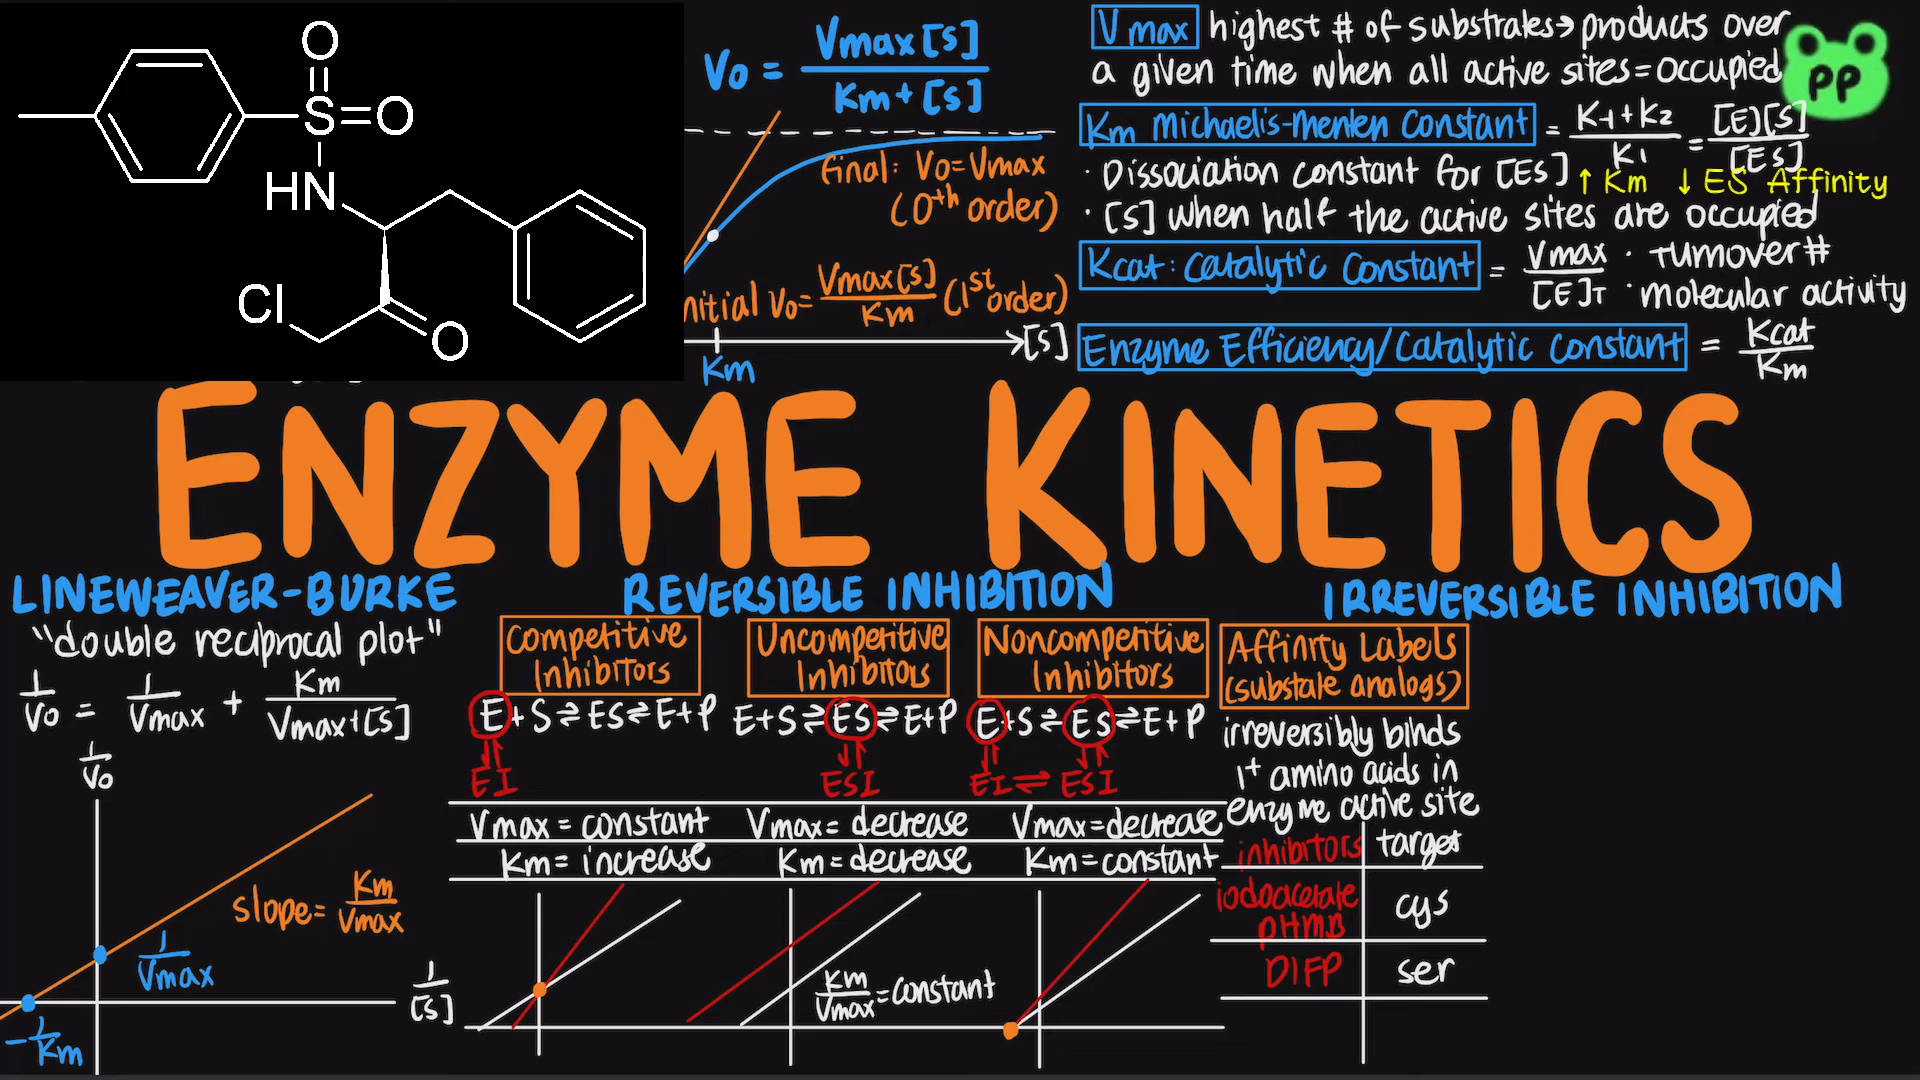 O
S=O
O
HN
Cl
O
Vo = Vmax[S]
Km+[S]
final: Vo=Vmax
(0th order)
nitial Vo= Vmax[S] (1st order)
Km
[S]
Km
Vmax highest # of substrates→products over
a given time when all active sites=occupied
PP
Km Michaelis-Menten Constant = K-1+K2 = [E][S]
K1 [ES]
· Dissociation constant for [ES] ↑ Km ↓ ES Affinity
· [S] when half the active sites are occupied
Kcat: Catalytic Constant = Vmax · Turnover #
[E]T · molecular activity
Enzyme Efficiency/Catalytic Constant = Kcat
Km
ENZYME KINETICS
LINEWEAVER-BURKE
"double reciprocal plot"
1 = 1 + Km
Vo Vmax Vmax+[S]
1
Vo
slope= Km
Vmax
1
Vmax
1
[S]
-1
Km
REVERSIBLE INHIBITION
Competitive
Inhibitors
E+S⇌ES⇌E+P
EI
Vmax = constant
Km = increase
Uncompetitive
Inhibitors
E+S⇌ES⇌E+P
ESI
Vmax= decrease
Km = decrease
Km
Vmax =constant
Noncompetitive
Inhibitors
E+S⇌ES⇌E+P
EI⇌ESI
Vmax=decrease
Km=constant
IRREVERSIBLE INHIBITION
Affinity Labels
(substate analogs)
irreversibly binds
1+ amino acids in
enzyme active site
inhibitors target
iodoacetate cys
pHMB
DIFP ser